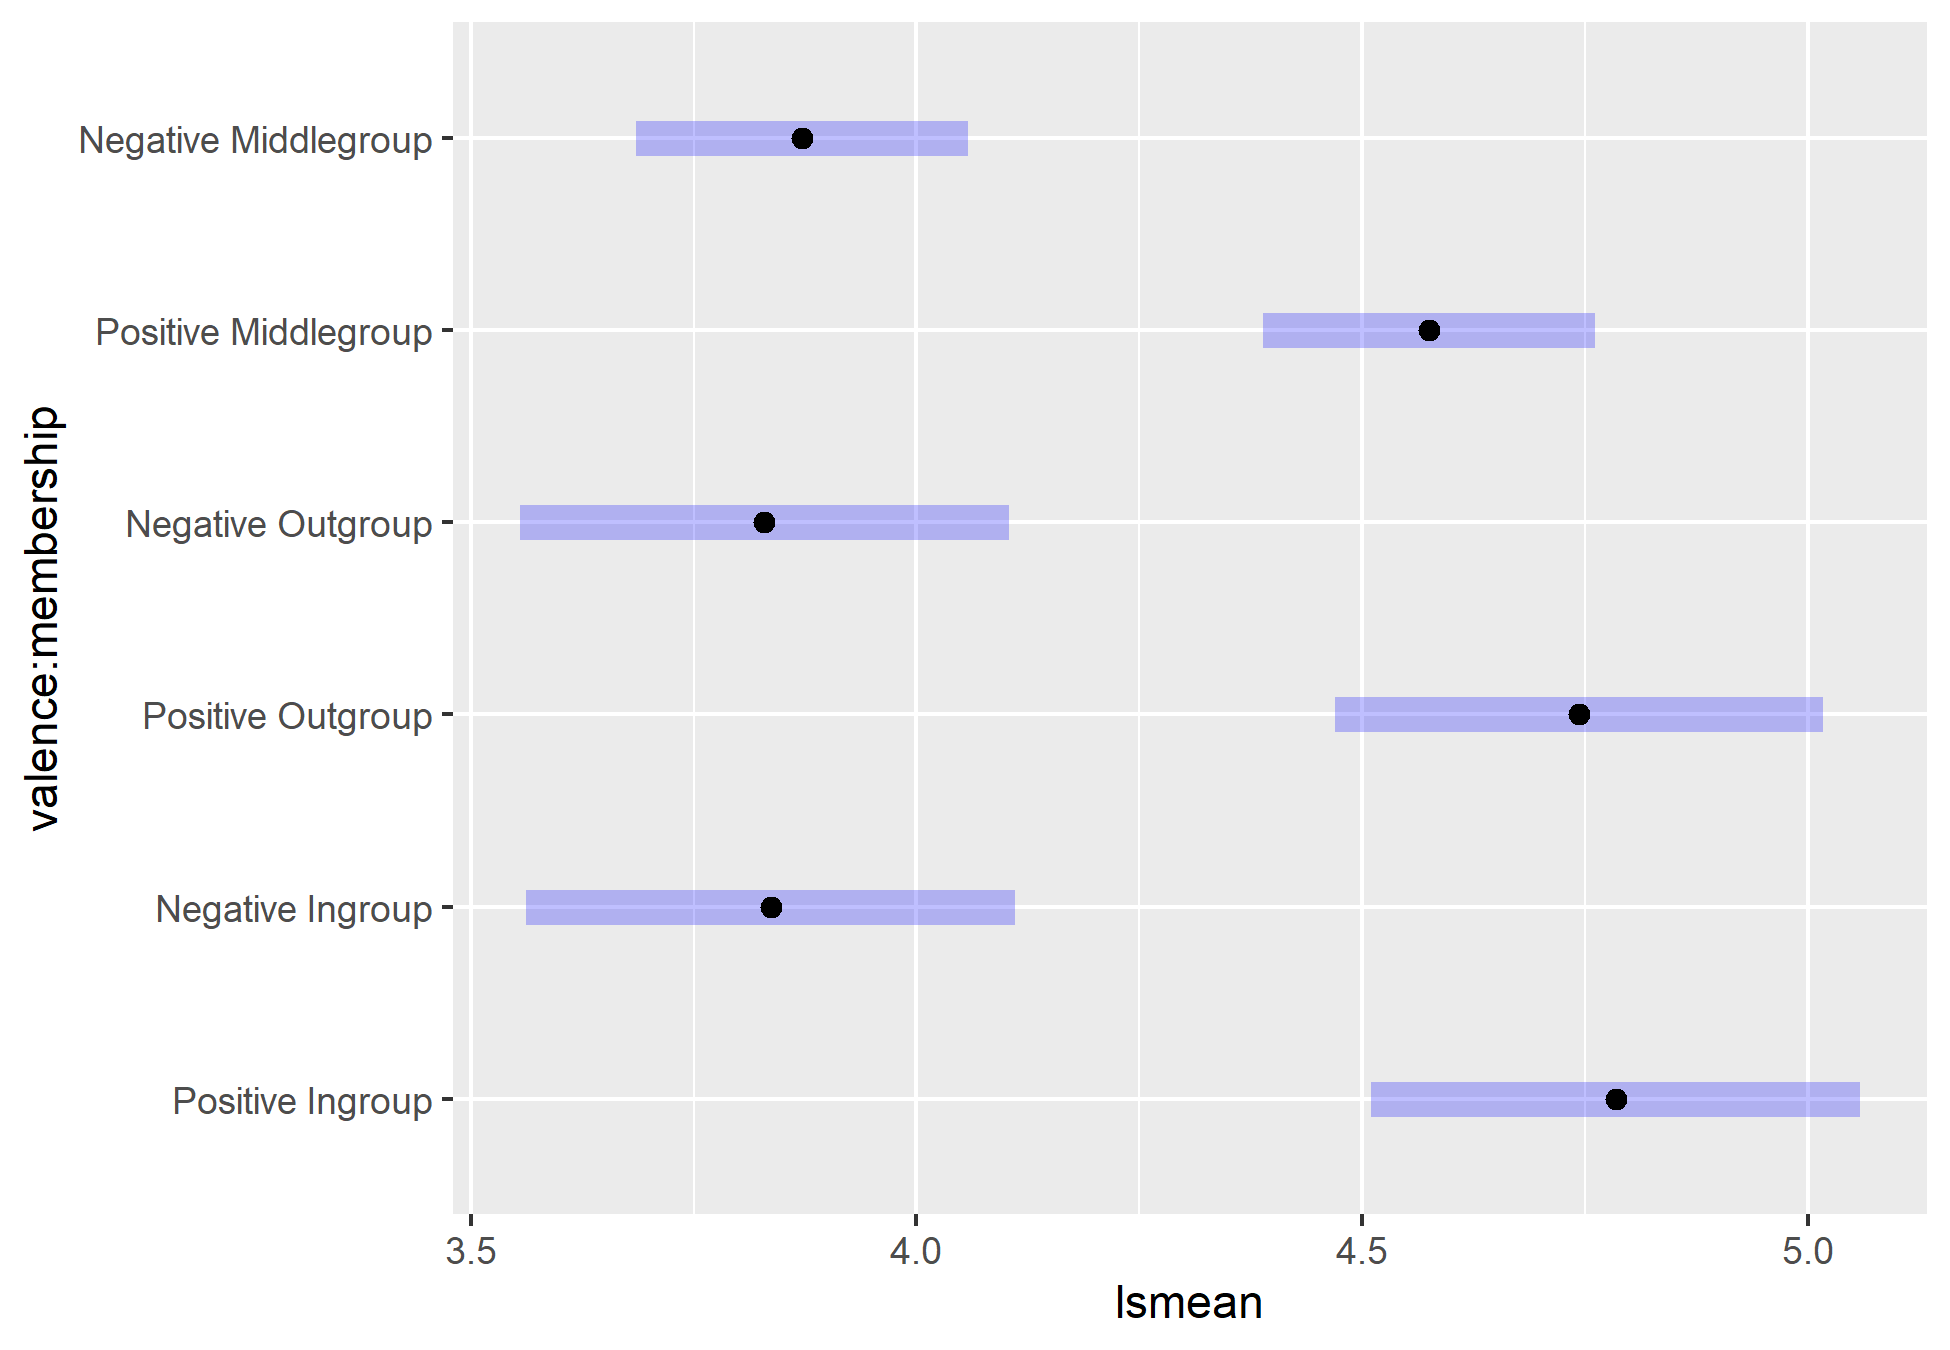 Negative Middlegroup
Positive Middlegroup
Negative Outgroup
Positive Outgroup
Negative Ingroup
Positive Ingroup
valence:membership
3.5 4.0 4.5 5.0
lsmean